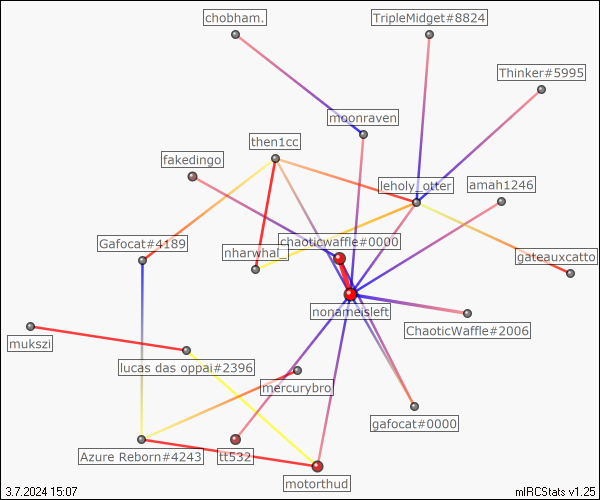 chobham.
TripleMidget#8824
Thinker#5995
moonraven
then1cc
fakedingo
leholy_otter
amah1246
Gafocat#4189
chaoticwaffle#0000
nharwhal_
gateauxcatto
nonameisleft
ChaoticWaffle#2006
mukszi
lucas das oppai#2396
mercurybro
gafocat#0000
Azure Reborn#4243
tt532
motorthud
3.7.2024 15:07
mIRCStats v1.25